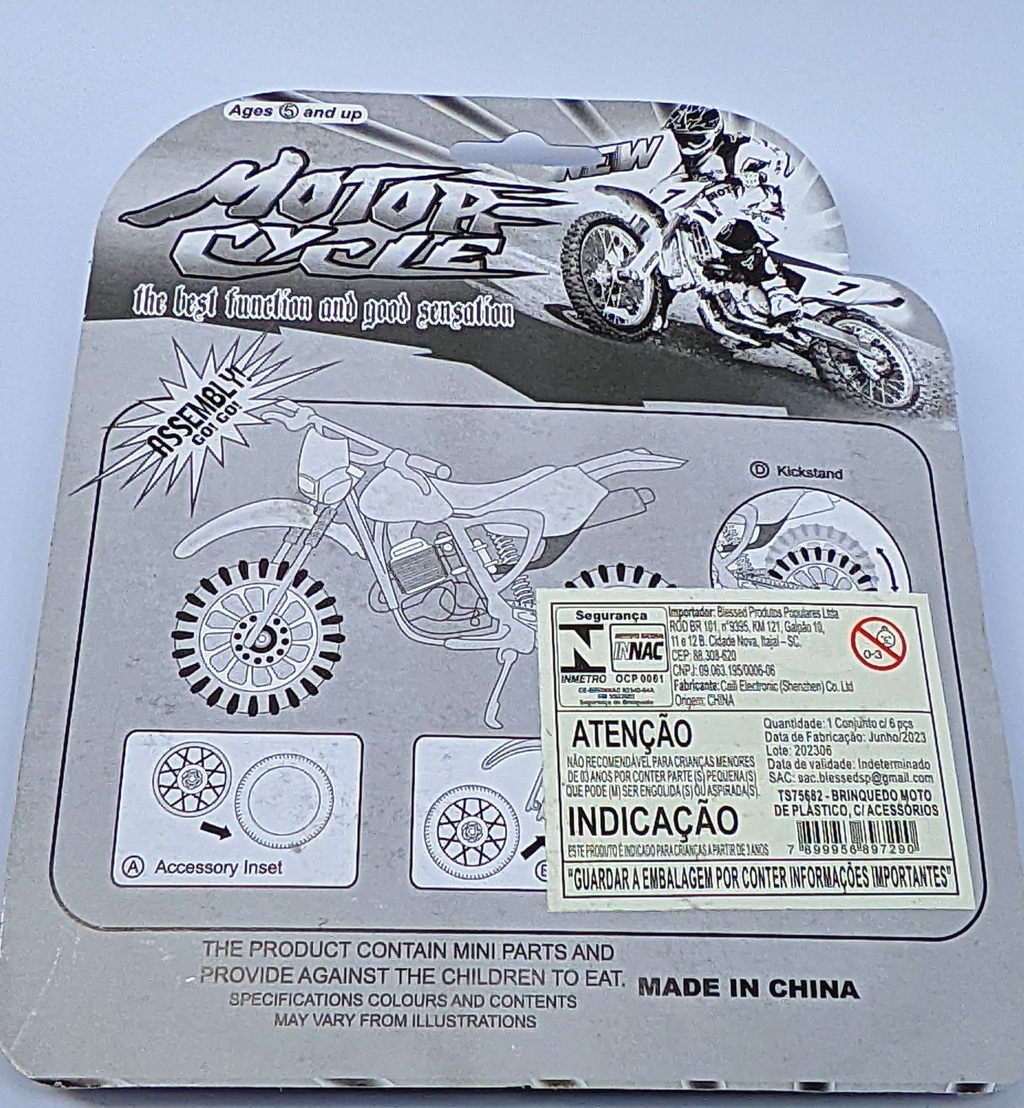 Ages 5 and up
NEW
MOTOR
CYCLE
the best function and good sensation
ASSEMBLY!
GO! GO!
D Kickstand
7
Segurança
INNAC
INMETRO OCP 0061
Segurança do Brinquedo
Importador: Blessed Produtos Populares Ltda
ROD BR 101, n°9395, KM 121, Galpão 10,
11 e 12 B. Cidade Nova, Itajaí - SC.
CEP: 88.308-620
CNPJ: 09.063.195/0006-06
Fabricante: Ceili Electronic (Shenzhen) Co. Ltd
Origem: CHINA
0-3
ATENÇÃO
NÃO RECOMENDÁVEL PARA CRIANÇAS MENORES
DE 03 ANOS POR CONTER PARTE(S) PEQUENA(S)
QUE PODE(M) SER ENGOLIDA(S) OU ASPIRADA(S).
INDICAÇÃO
ESTE PRODUTO É INDICADO PARA CRIANÇAS A PARTIR DE 3 ANOS
Quantidade: 1 Conjunto c/ 6 pçs
Data de Fabricação: Junho/2023
Lote: 202306
Data de validade: Indeterminado
SAC: sac.blessedsp@gmail.com
TS75682 - BRINQUEDO MOTO
DE PLÁSTICO, C/ ACESSÓRIOS
7 899956 897290
"GUARDAR A EMBALAGEM POR CONTER INFORMAÇÕES IMPORTANTES"
A Accessory Inset
THE PRODUCT CONTAIN MINI PARTS AND
PROVIDE AGAINST THE CHILDREN TO EAT.
SPECIFICATIONS COLOURS AND CONTENTS
MAY VARY FROM ILLUSTRATIONS
MADE IN CHINA